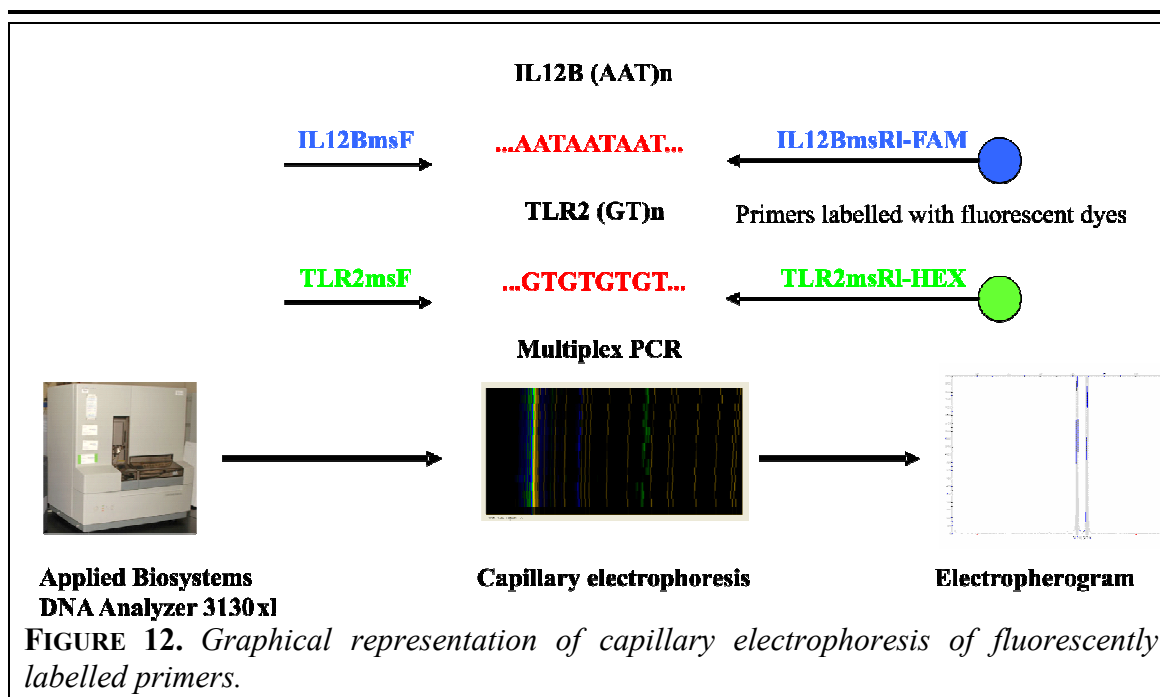 IL12B (AAT)n
IL12BmsF ...AATAATAAT... IL12BmsRl-FAM
TLR2 (GT)n Primers labelled with fluorescent dyes
TLR2msF ...GTGTGTGT... TLR2msRl-HEX
Multiplex PCR
Applied Biosystems Capillary electrophoresis Electropherogram
DNA Analyzer 3130xl
FIGURE 12. Graphical representation of capillary electrophoresis of fluorescently
labelled primers.